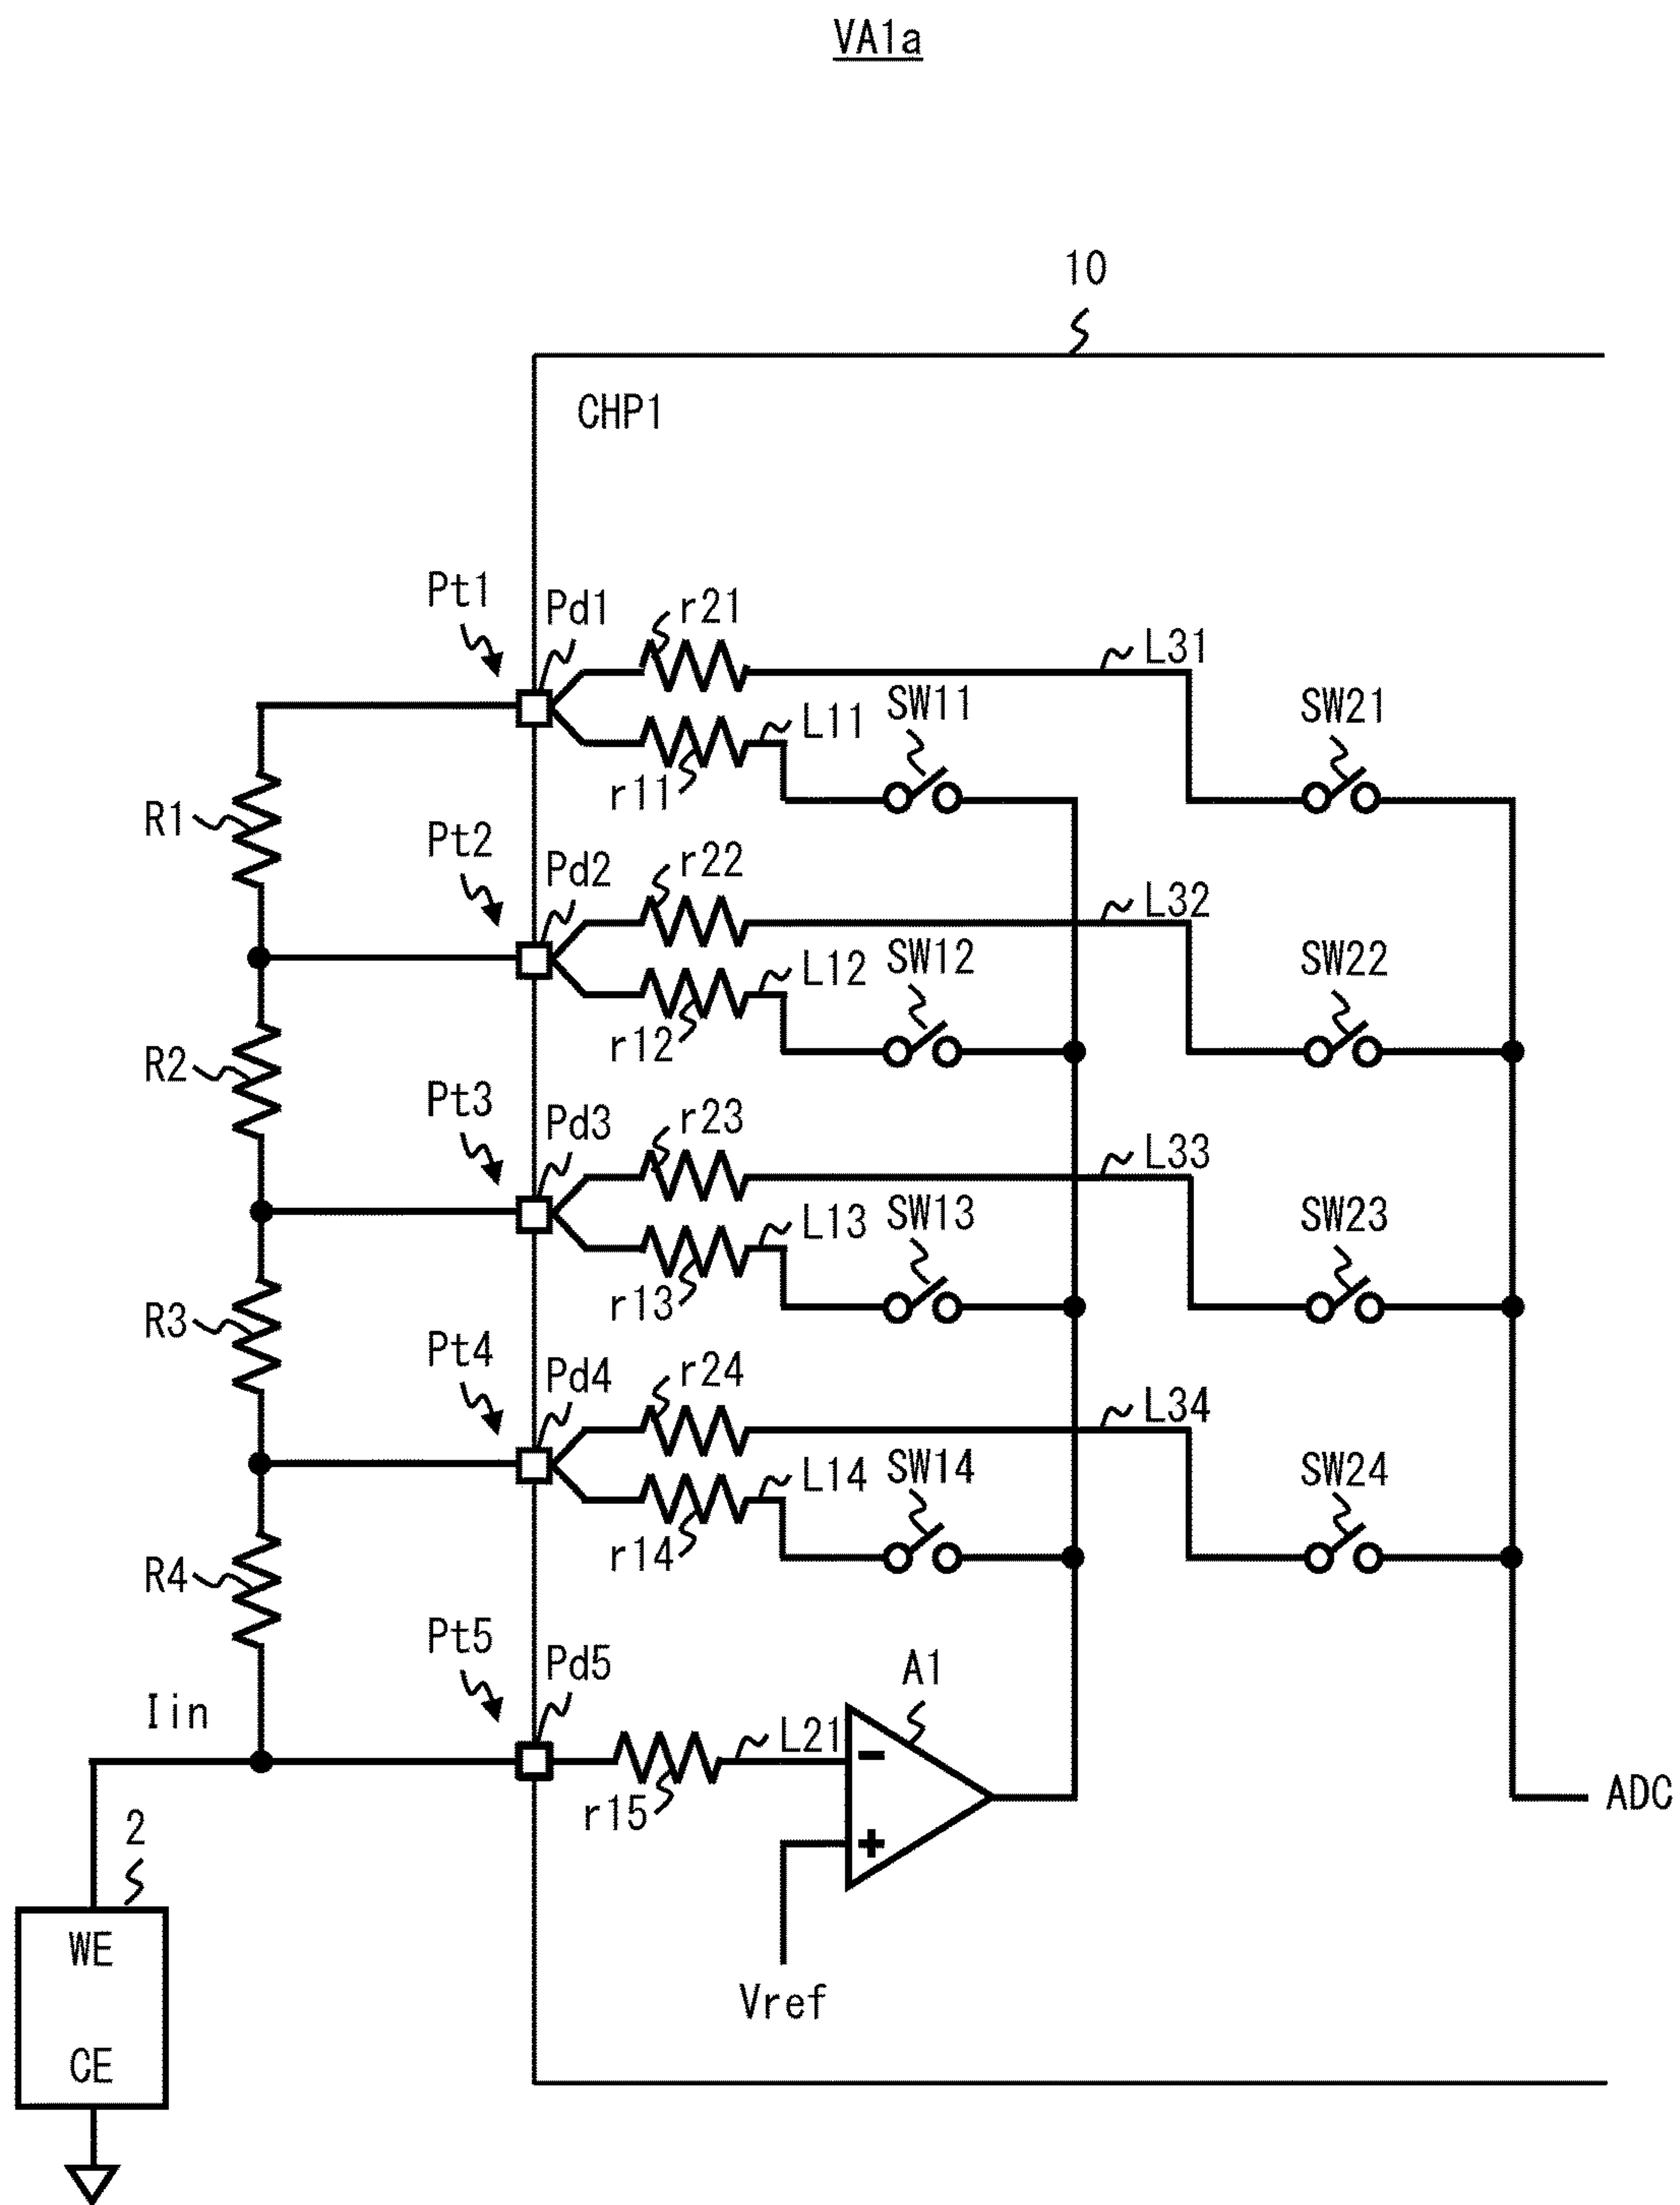 VA1a
10
CHP1
Pt1
Pd1
r21
L31
L11
SW11
SW21
r11
R1
Pt2
Pd2
r22
L32
L12
SW12
SW22
r12
R2
Pt3
Pd3
r23
L33
L13
SW13
SW23
r13
R3
Pt4
Pd4
r24
L34
L14
SW14
SW24
r14
R4
Pt5
Pd5
A1
Iin
L21
-
ADC
r15
2
+
WE
Vref
CE